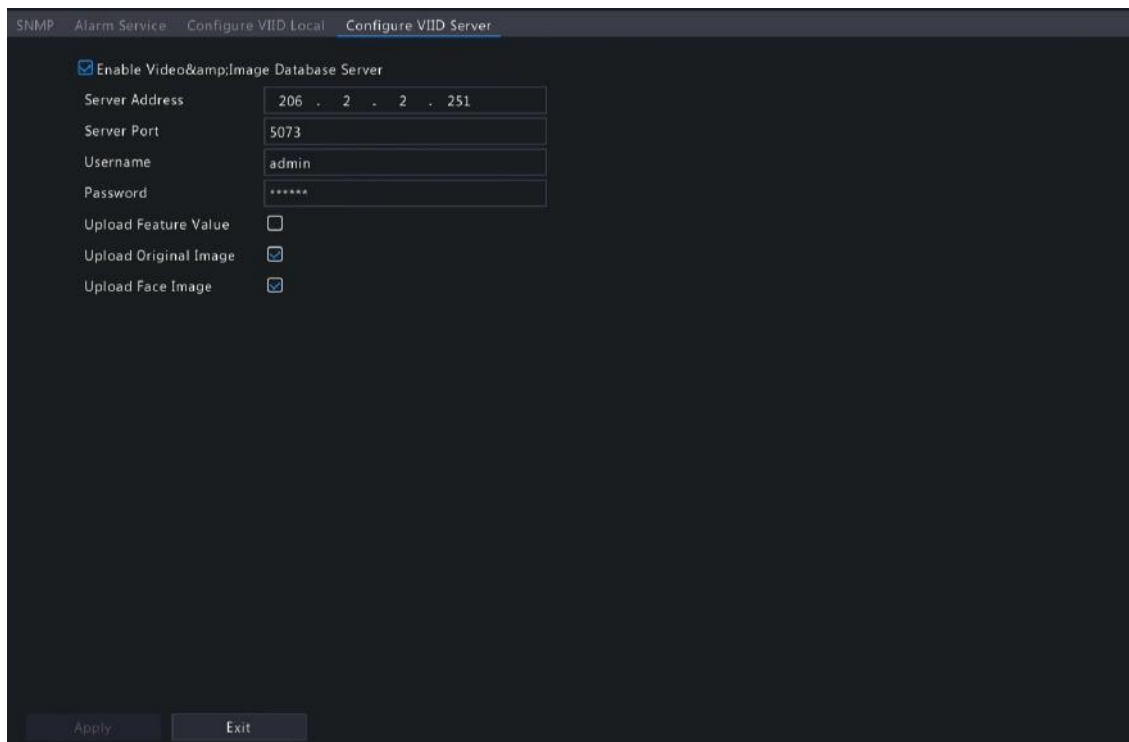 SNMP Alarm Service Configure VIID Local Configure VIID Server
Enable Video&amp;Image Database Server
Server Address 206 . 2 . 2 . 251
Server Port 5073
Username admin
Password ******
Upload Feature Value
Upload Original Image
Upload Face Image
Apply Exit